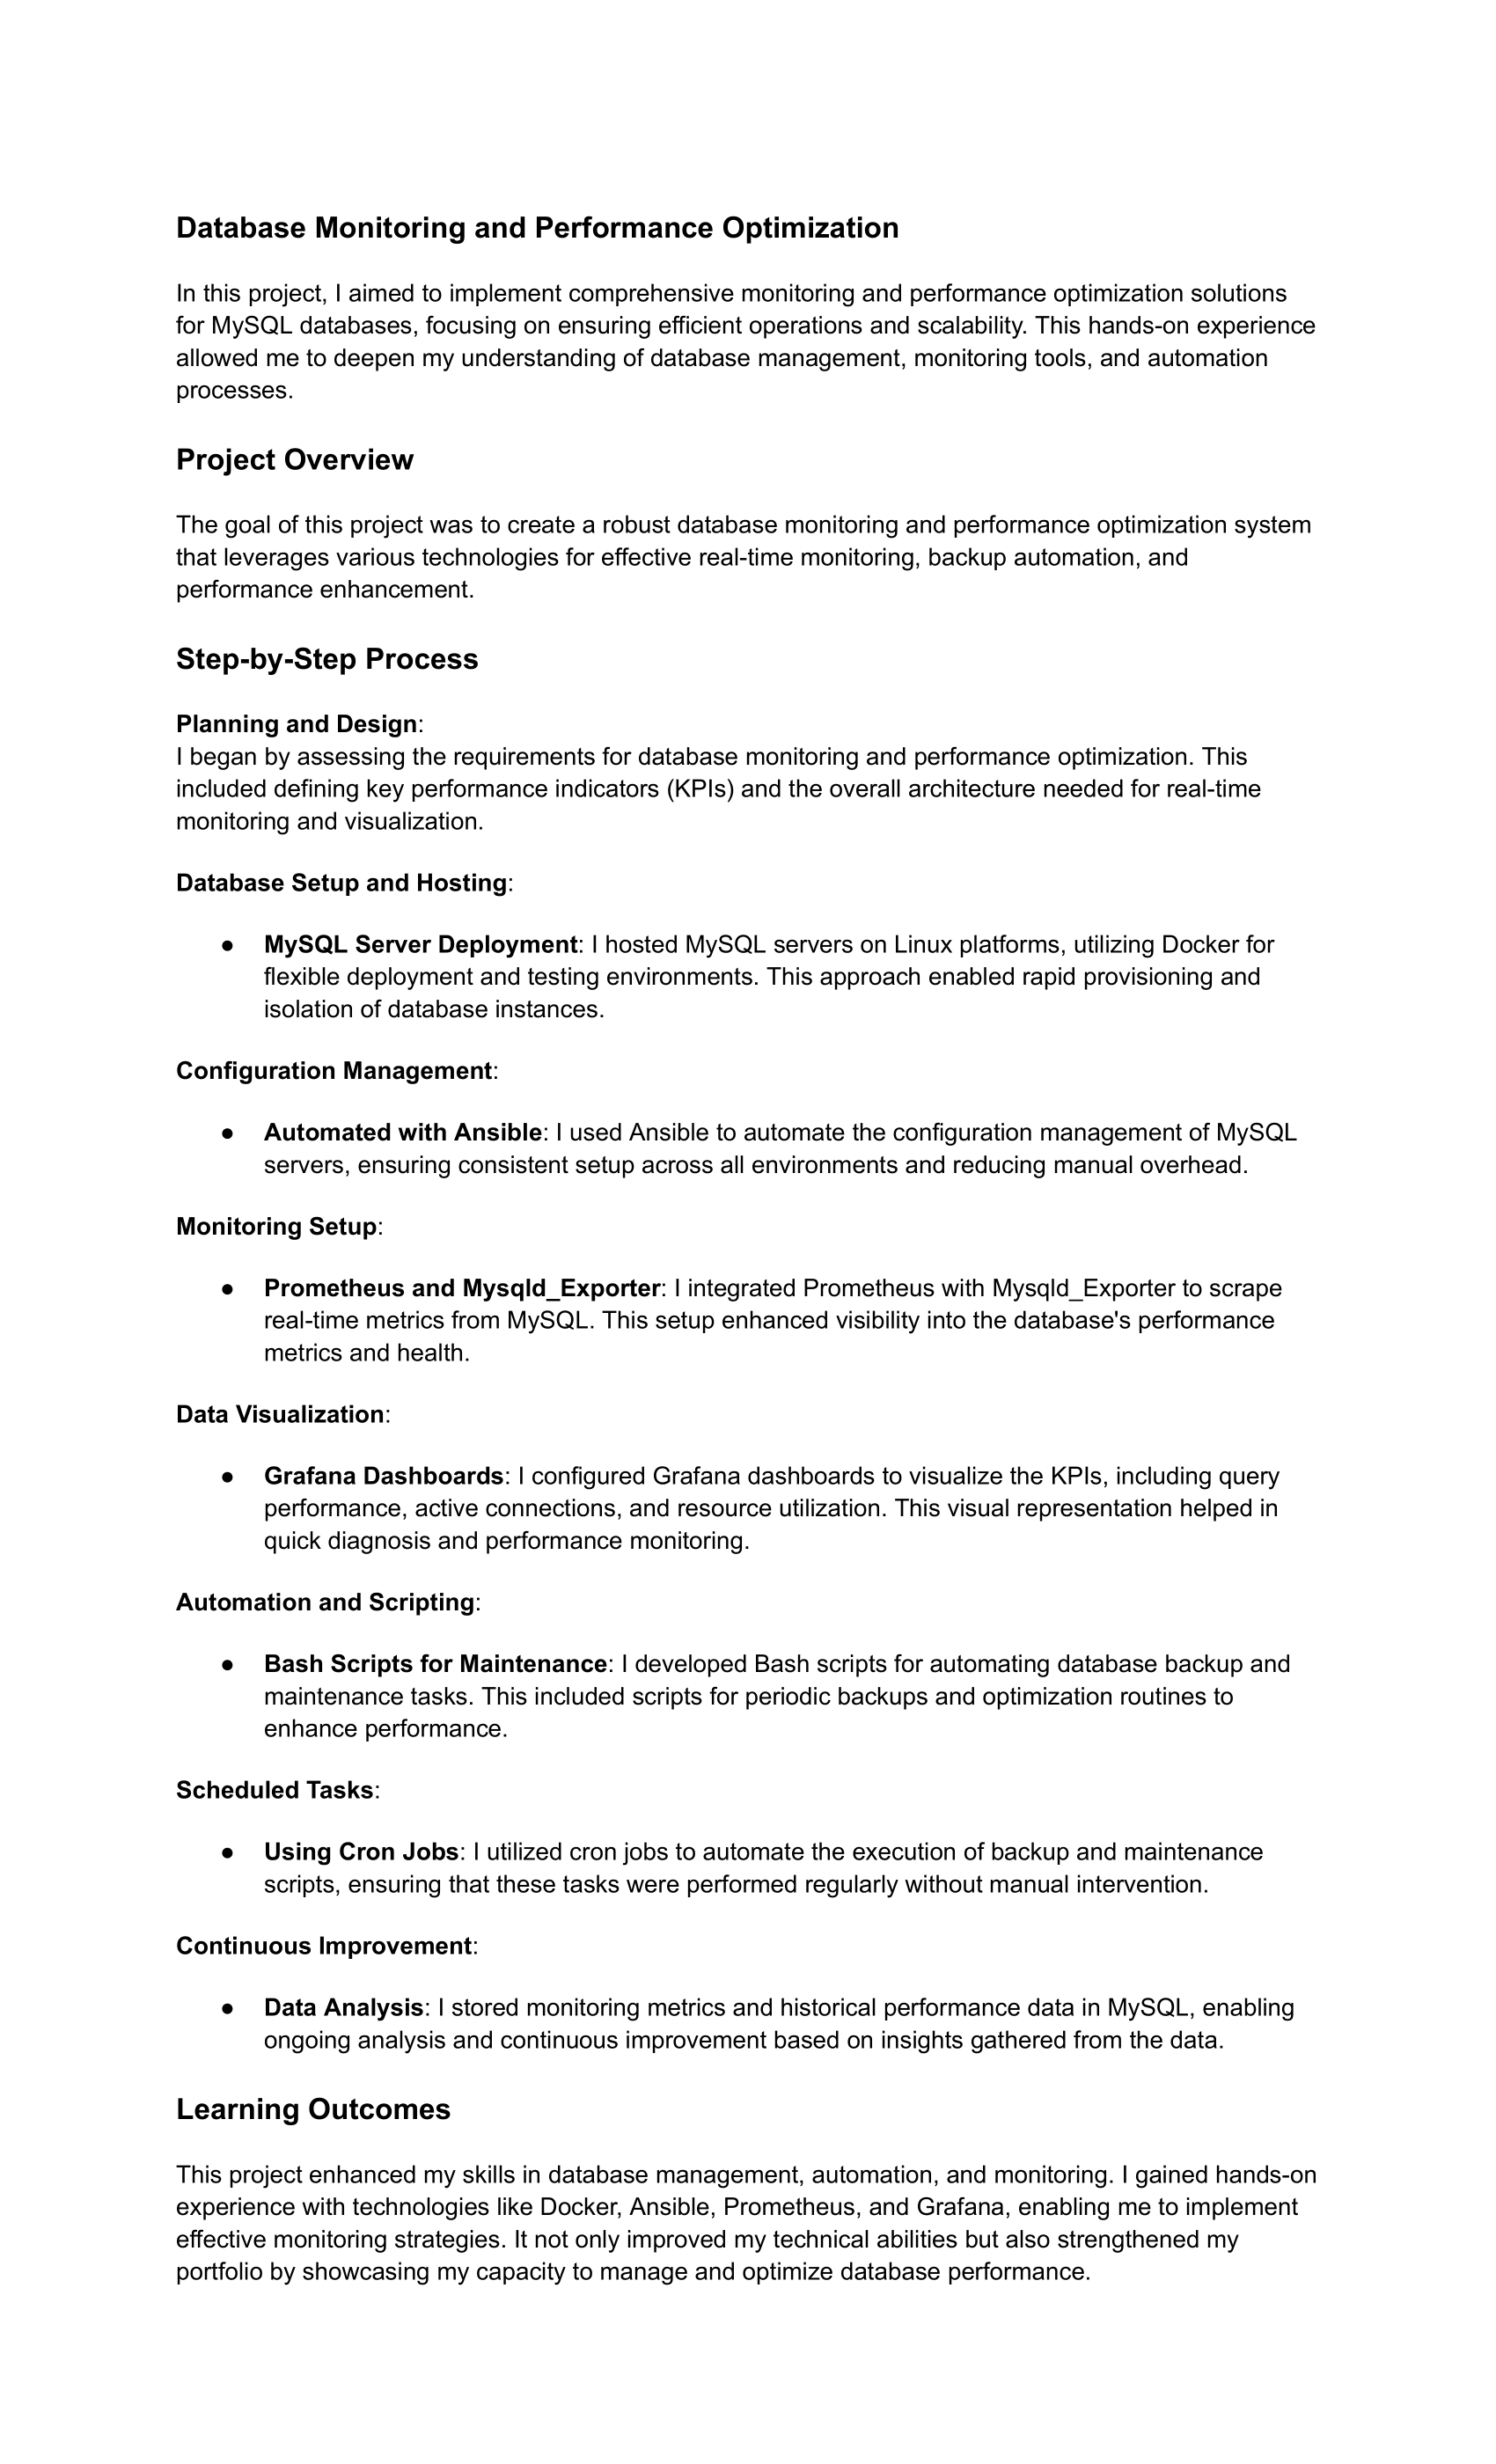 Database Monitoring and Performance Optimization
In this project, I aimed to implement comprehensive monitoring and performance optimization solutions
for MySQL databases, focusing on ensuring efficient operations and scalability. This hands-on experience
allowed me to deepen my understanding of database management, monitoring tools, and automation
processes.
Project Overview
The goal of this project was to create a robust database monitoring and performance optimization system
that leverages various technologies for effective real-time monitoring, backup automation, and
performance enhancement.
Step-by-Step Process
Planning and Design:
I began by assessing the requirements for database monitoring and performance optimization. This
included defining key performance indicators (KPIs) and the overall architecture needed for real-time
monitoring and visualization.
Database Setup and Hosting:
● MySQL Server Deployment: I hosted MySQL servers on Linux platforms, utilizing Docker for
flexible deployment and testing environments. This approach enabled rapid provisioning and
isolation of database instances.
Configuration Management:
● Automated with Ansible: I used Ansible to automate the configuration management of MySQL
servers, ensuring consistent setup across all environments and reducing manual overhead.
Monitoring Setup:
● Prometheus and Mysqld_Exporter: I integrated Prometheus with Mysqld_Exporter to scrape
real-time metrics from MySQL. This setup enhanced visibility into the database's performance
metrics and health.
Data Visualization:
● Grafana Dashboards: I configured Grafana dashboards to visualize the KPIs, including query
performance, active connections, and resource utilization. This visual representation helped in
quick diagnosis and performance monitoring.
Automation and Scripting:
● Bash Scripts for Maintenance: I developed Bash scripts for automating database backup and
maintenance tasks. This included scripts for periodic backups and optimization routines to
enhance performance.
Scheduled Tasks:
● Using Cron Jobs: I utilized cron jobs to automate the execution of backup and maintenance
scripts, ensuring that these tasks were performed regularly without manual intervention.
Continuous Improvement:
● Data Analysis: I stored monitoring metrics and historical performance data in MySQL, enabling
ongoing analysis and continuous improvement based on insights gathered from the data.
Learning Outcomes
This project enhanced my skills in database management, automation, and monitoring. I gained hands-on
experience with technologies like Docker, Ansible, Prometheus, and Grafana, enabling me to implement
effective monitoring strategies. It not only improved my technical abilities but also strengthened my
portfolio by showcasing my capacity to manage and optimize database performance.